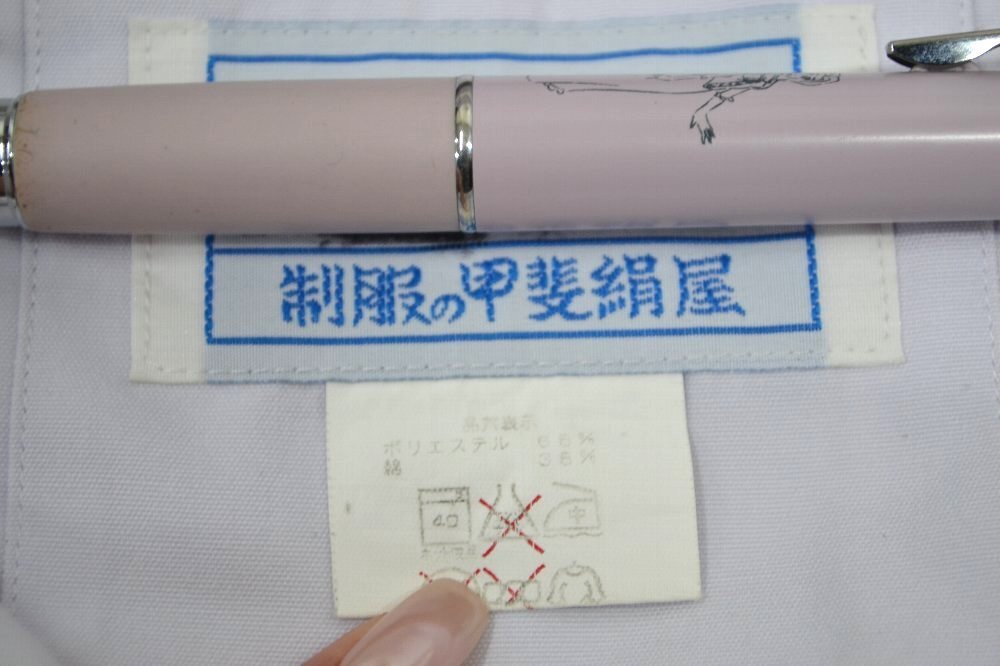 制服の甲斐絹屋
品質表示
ポリエステル 65%
綿 35%
40
中